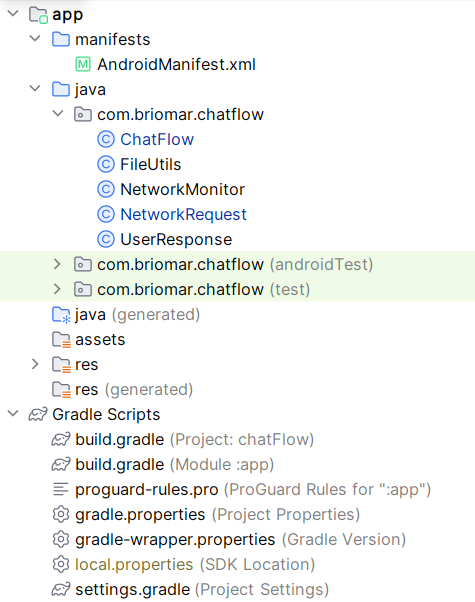 app
manifests
AndroidManifest.xml
java
com.briomar.chatflow
ChatFlow
FileUtils
NetworkMonitor
NetworkRequest
UserResponse
com.briomar.chatflow (androidTest)
com.briomar.chatflow (test)
java (generated)
assets
res
res (generated)
Gradle Scripts
build.gradle (Project: chatFlow)
build.gradle (Module :app)
proguard-rules.pro (ProGuard Rules for ":app")
gradle.properties (Project Properties)
gradle-wrapper.properties (Gradle Version)
local.properties (SDK Location)
settings.gradle (Project Settings)